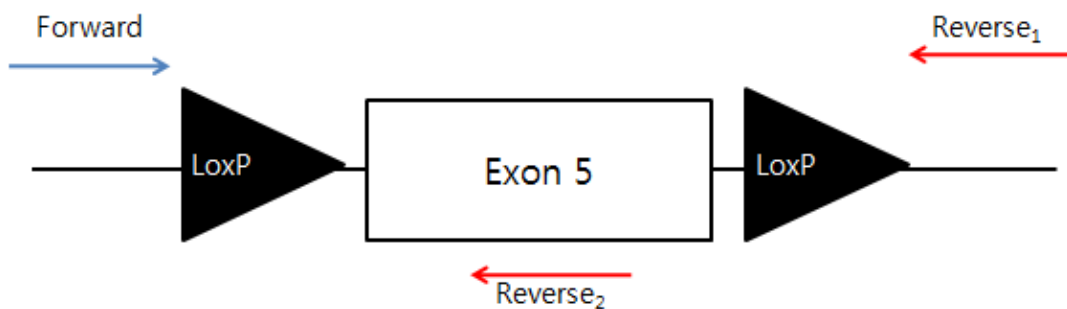 Forward
Reverse₁
LoxP
Exon 5
LoxP
Reverse₂